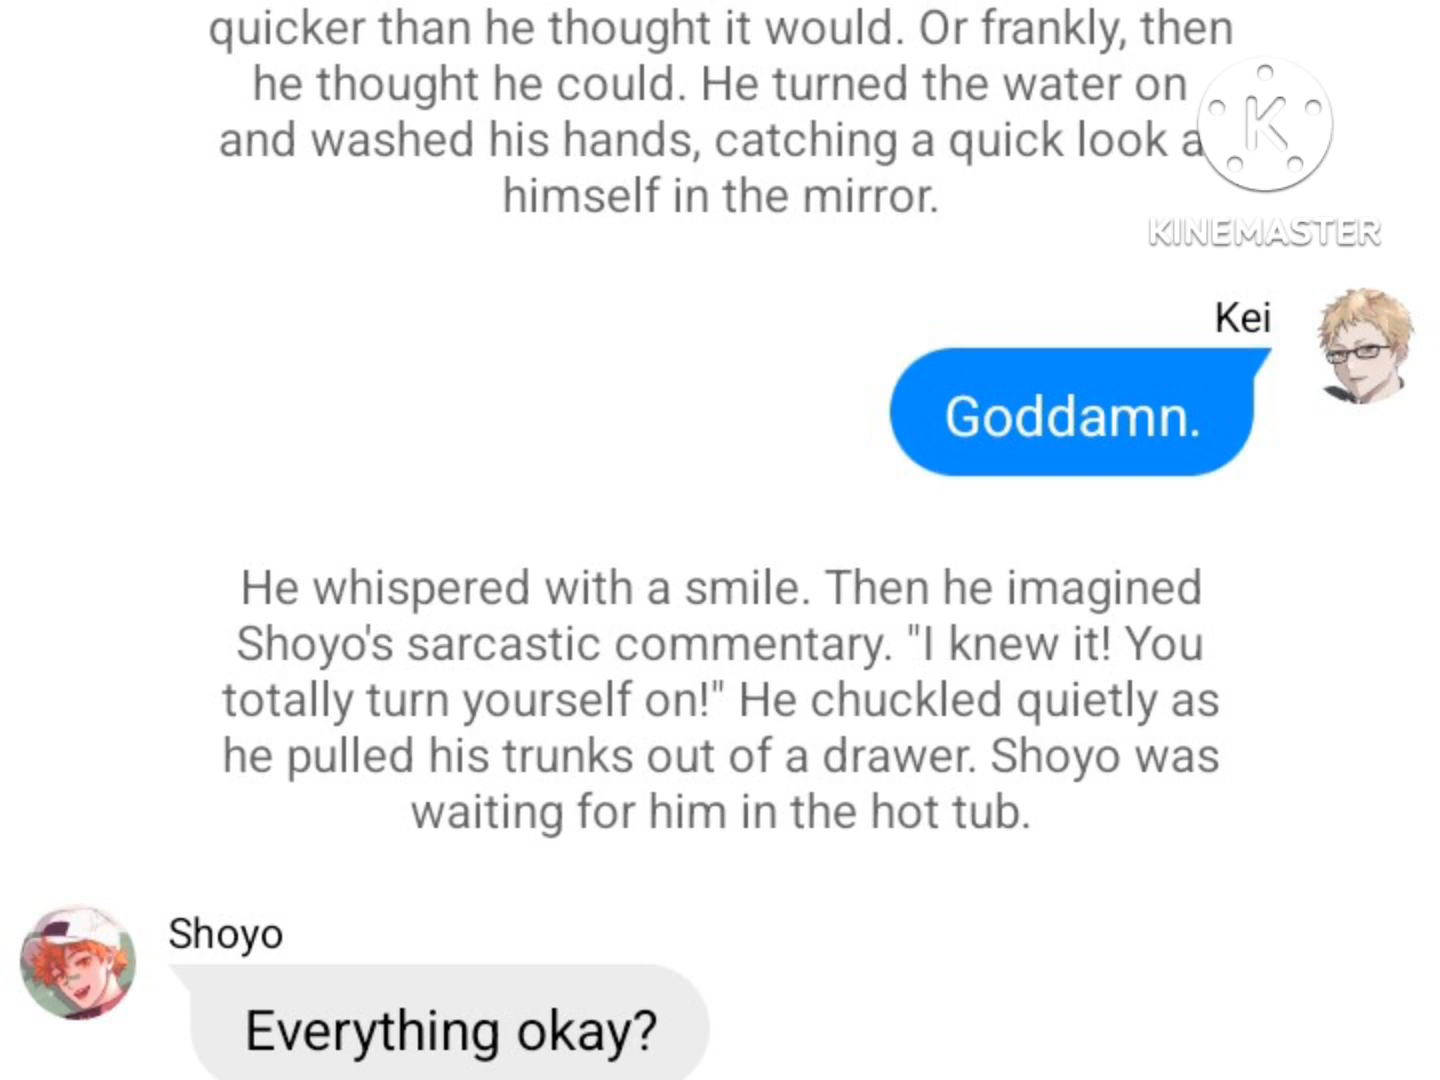 quicker than he thought it would. Or frankly, then
he thought he could. He turned the water on
and washed his hands, catching a quick look a
himself in the mirror.
K
KINEMASTER
Kei
Goddamn.
He whispered with a smile. Then he imagined
Shoyo's sarcastic commentary. "I knew it! You
totally turn yourself on!" He chuckled quietly as
he pulled his trunks out of a drawer. Shoyo was
waiting for him in the hot tub.
Shoyo
Everything okay?